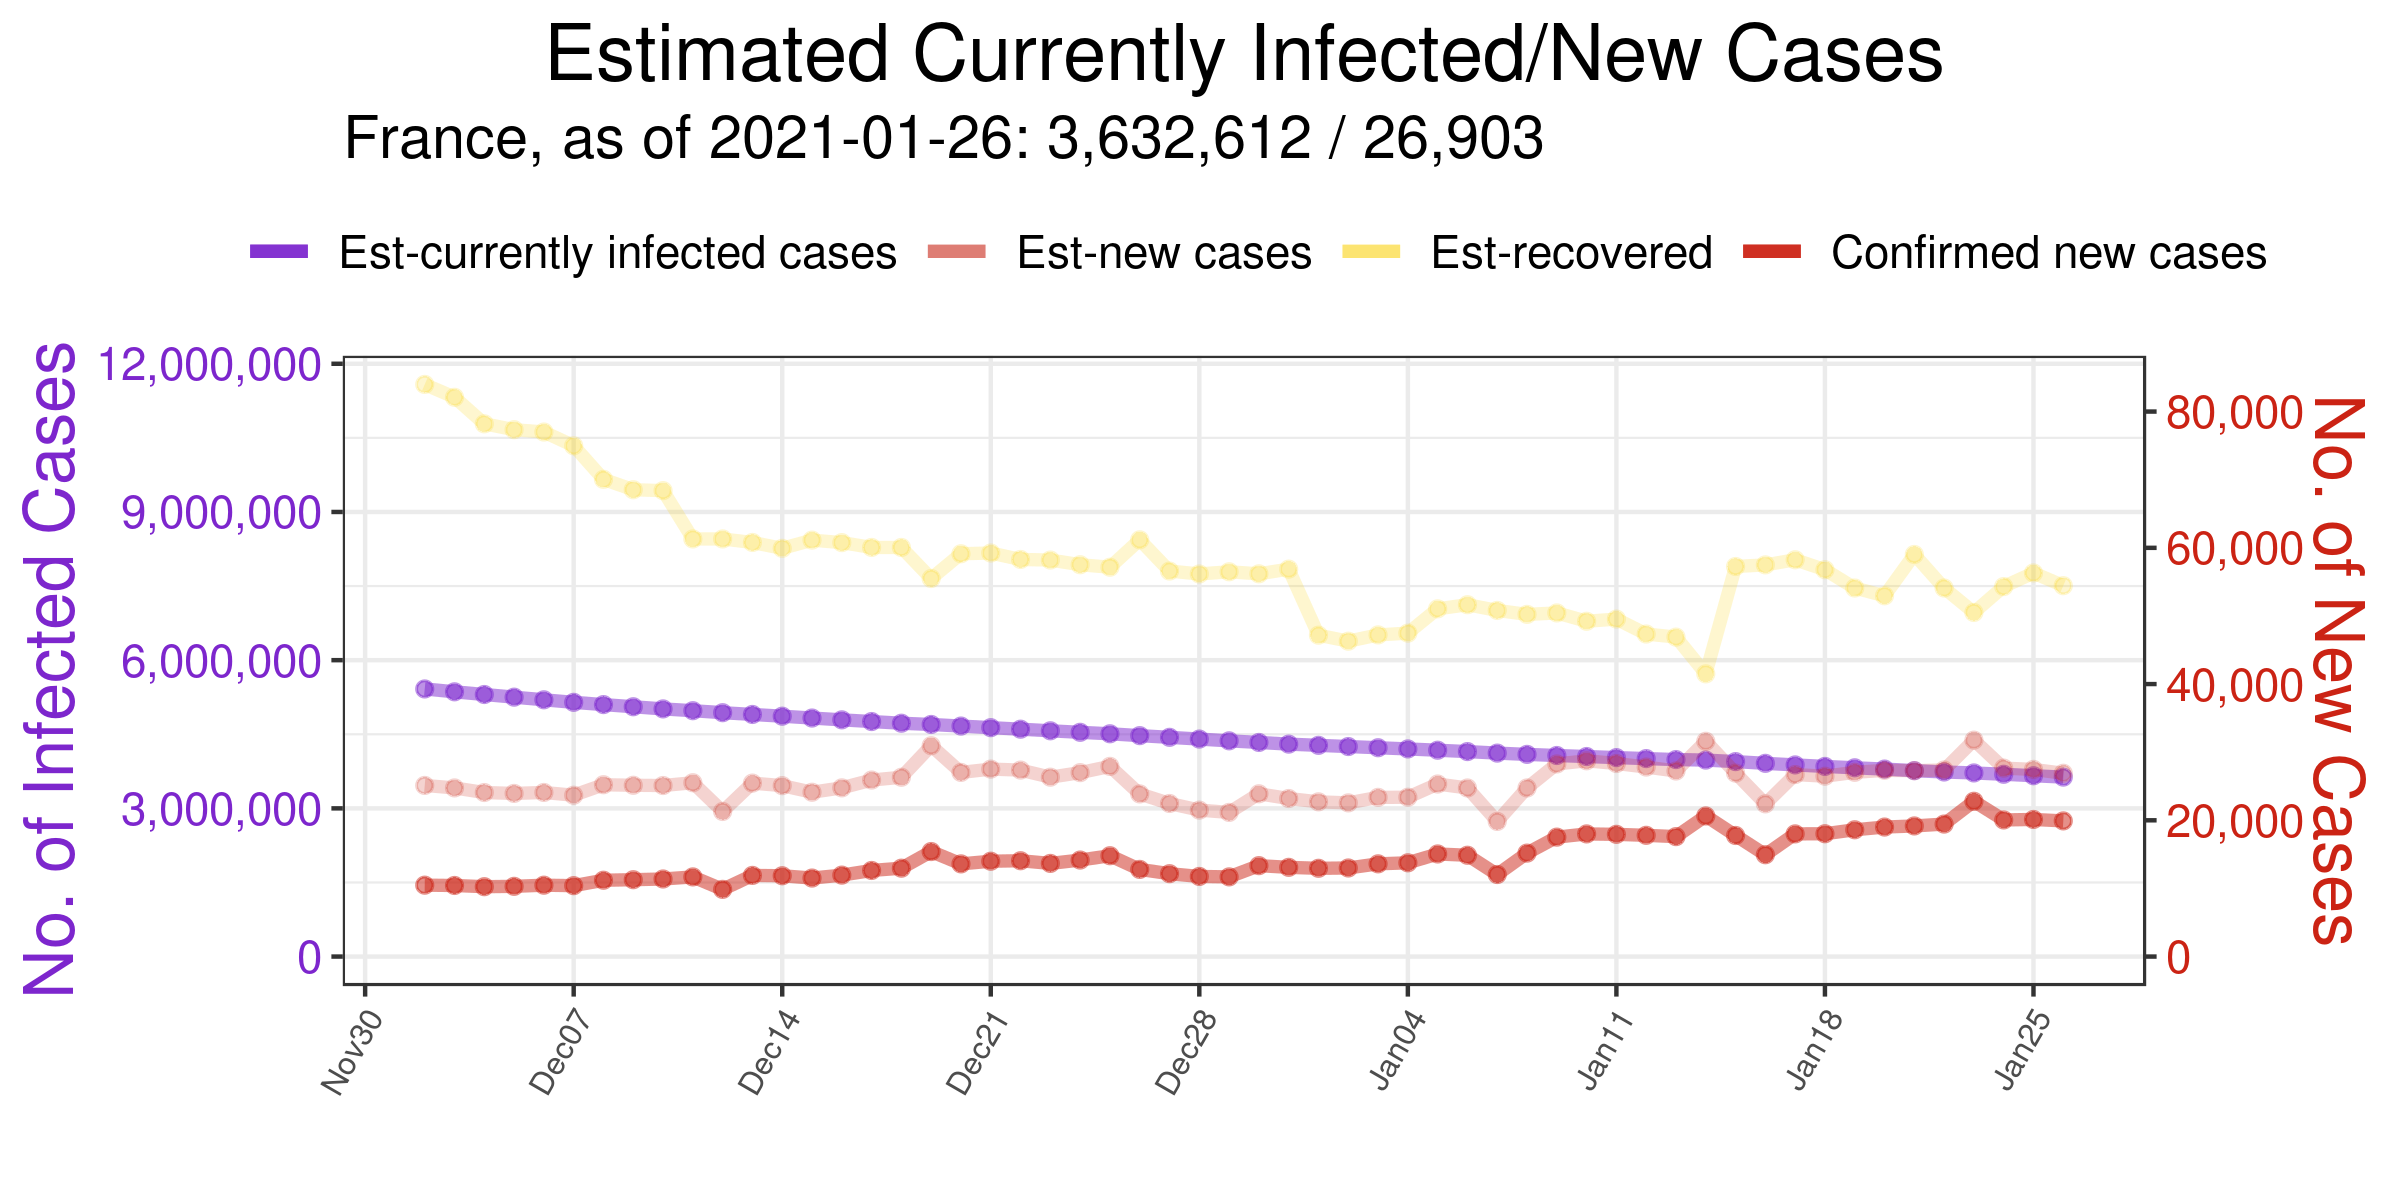 Estimated Currently Infected/New Cases
France, as of 2021-01-26: 3,632,612 / 26,903
Est-currently infected cases Est-new cases Est-recovered Confirmed new cases
No. of Infected Cases
12,000,000
9,000,000
6,000,000
3,000,000
0
80,000
60,000
40,000
20,000
0
No. of New Cases
Nov30 Dec07 Dec14 Dec21 Dec28 Jan04 Jan11 Jan18 Jan25